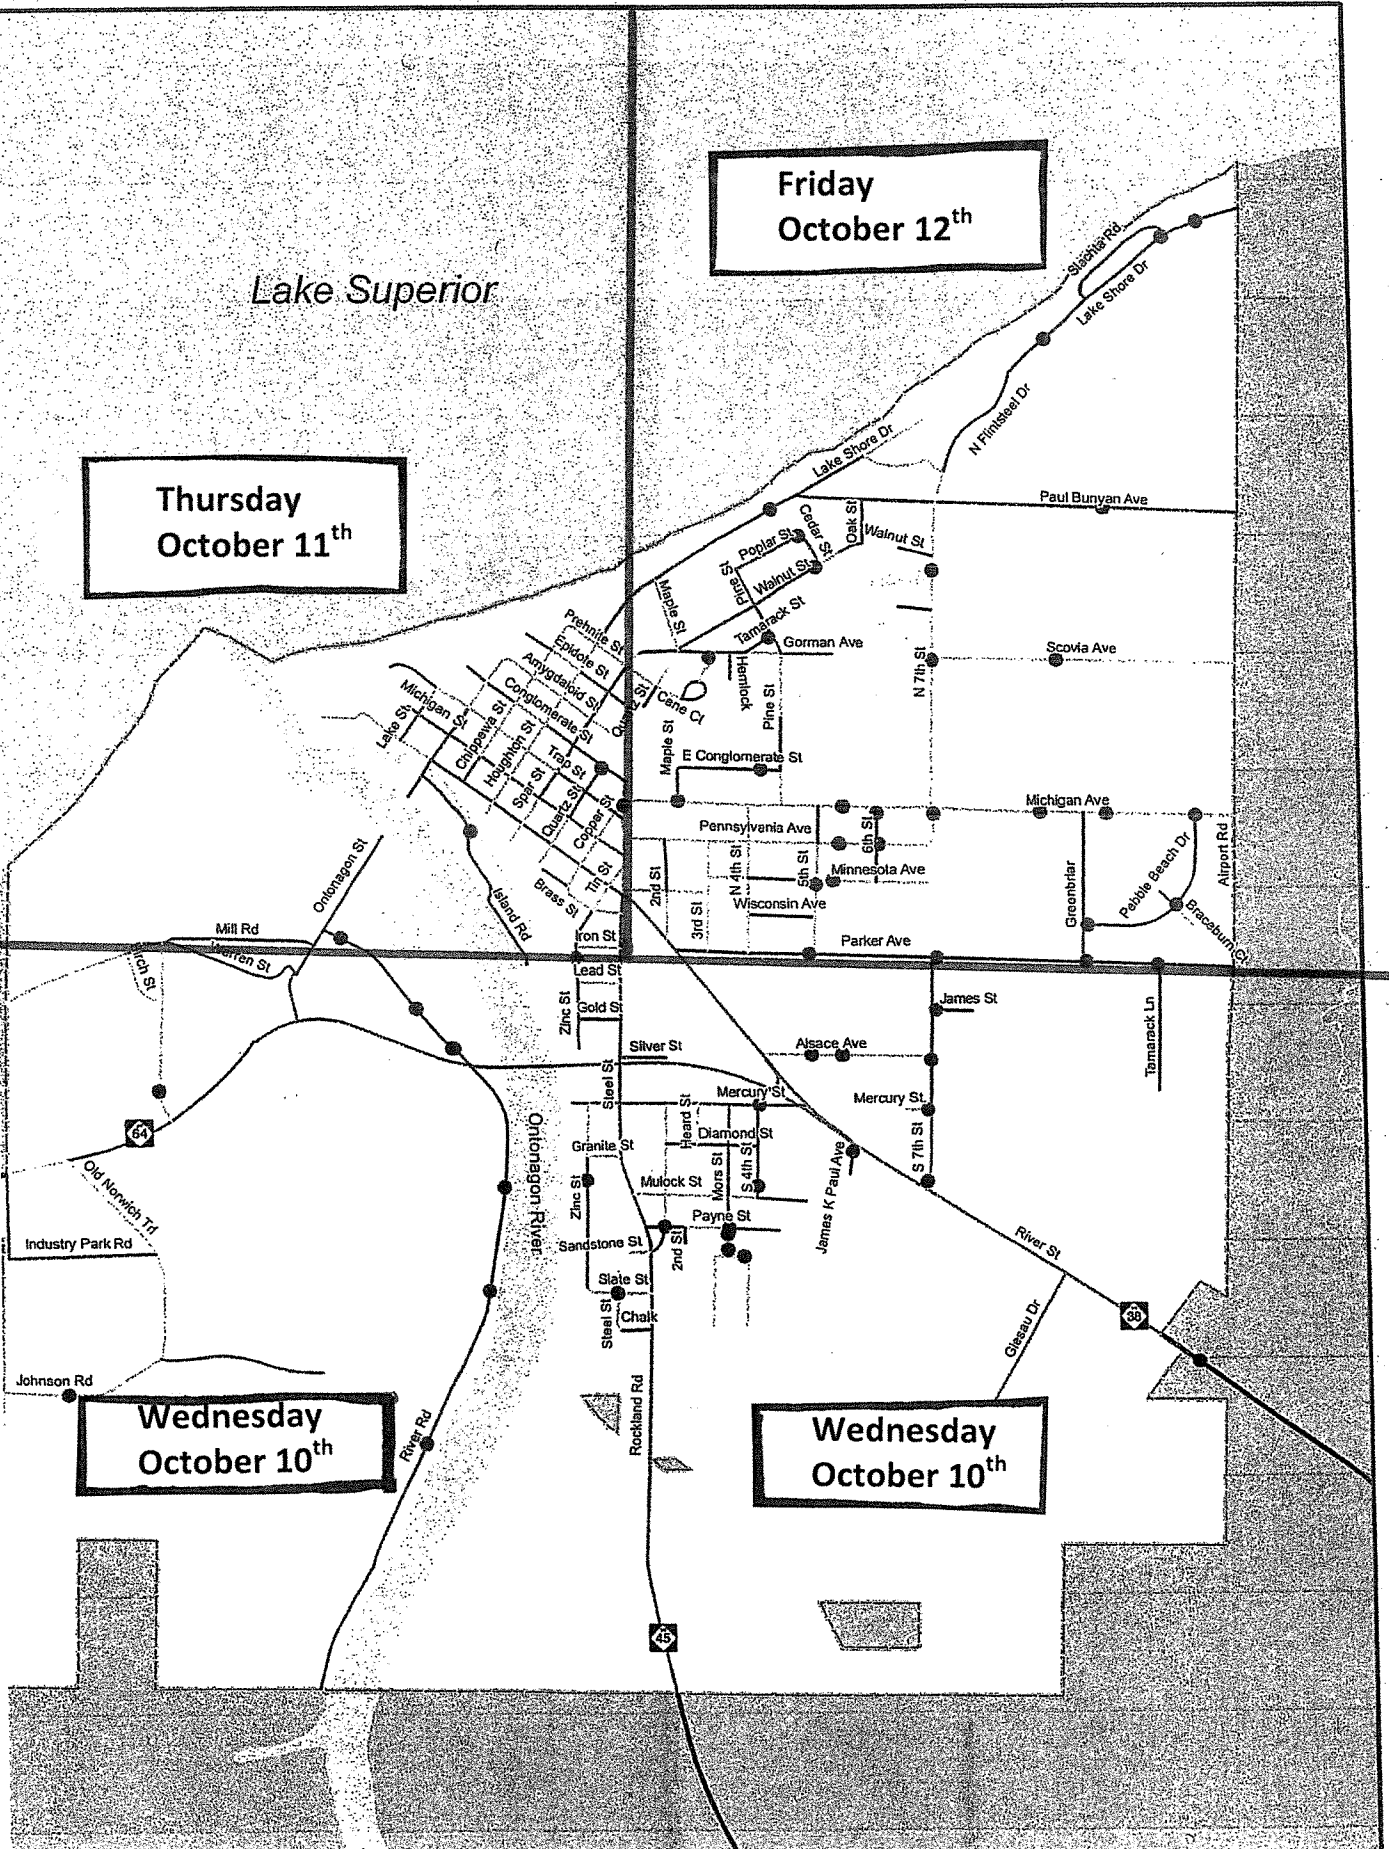 Friday
October 12th
Slachta Rd
Lake Shore Dr
Lake Superior
N Flintsteel Dr
Lake Shore Dr
Thursday
October 11th
Paul Bunyan Ave
Cedar St
Oak St
Walnut St
Poplar St
Pine St
Walnut St
Maple St
Tamarack St
Gorman Ave
Prehnite St
Epidote St
Amygdaloid St
Conglomerate St
Michigan St
Lake St
Chippewa St
Houghton St
Trap St
Spar St
Quartz St
Copper St
Tin St
Brass St
Island Rd
Cane Ct
Hemlock
Pine St
N 7th St
Scovia Ave
Maple St
E Conglomerate St
Michigan Ave
Pennsylvania Ave
6th St
Minnesota Ave
N 4th St
5th St
2nd St
3rd St
Wisconsin Ave
Greenbriar
Pebble Beach Dr
Airport Rd
Braceburn Ct
Parker Ave
Ontonagon St
Mill Rd
Iron St
Lead St
Zinc St
Gold St
Silver St
Steel St
James St
Alsace Ave
Tamarack Ln
Mercury St
Mercury St
Heard St
Diamond St
Granite St
Mors St
S 4th St
S 7th St
James K Paul Ave
64
Old Norwich Trl
Ontonagon River
Zinc St
Mulock St
Payne St
Sandstone St
2nd St
River St
Industry Park Rd
Slate St
Steel St
Chalk
Giesau Dr
38
Johnson Rd
Wednesday
October 10th
River Rd
Rockland Rd
Wednesday
October 10th
45